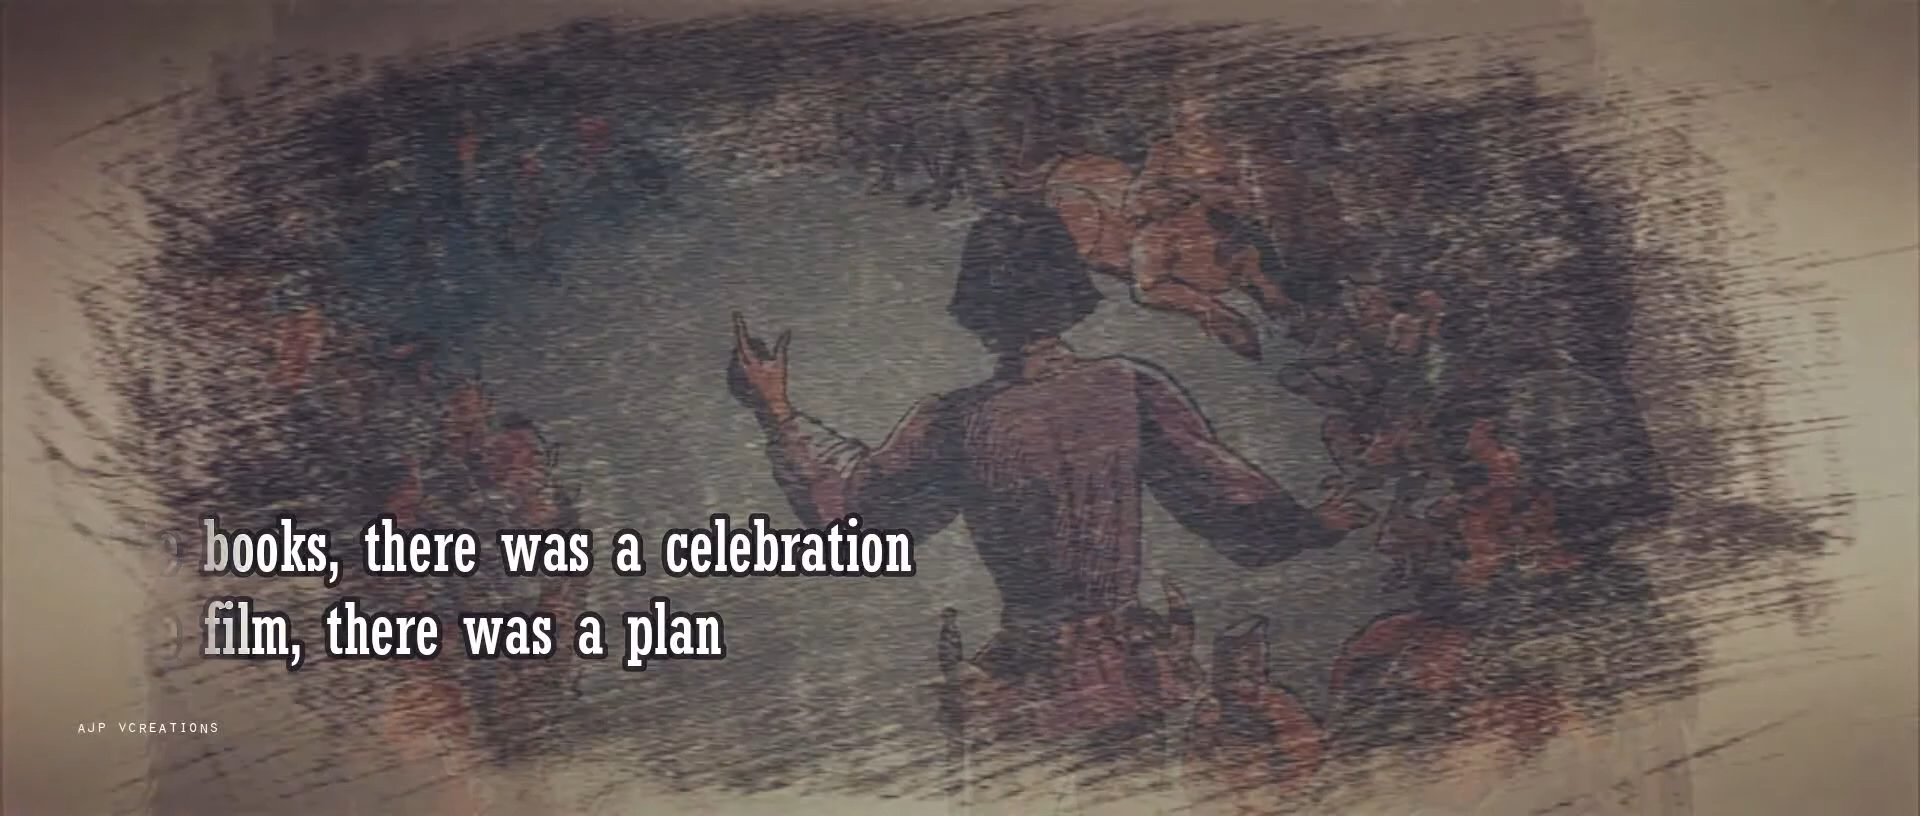 books, there was a celebration
film, there was a plan
AJP VCREATIONS